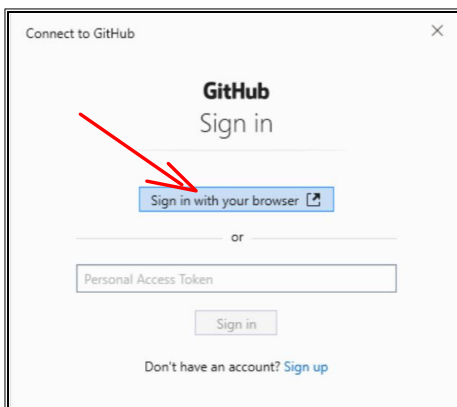 Connect to GitHub
GitHub
Sign in
Sign in with your browser
or
Personal Access Token
Sign in
Don't have an account? Sign up